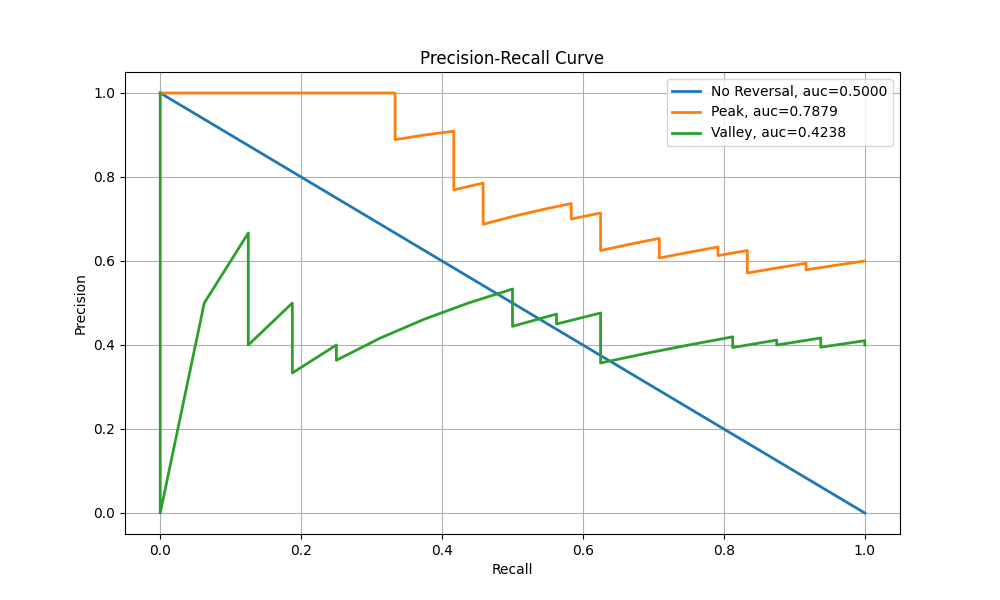 Precision-Recall Curve
No Reversal, auc=0.5000
Peak, auc=0.7879
Valley, auc=0.4238
Precision
1.0
0.8
0.6
0.4
0.2
0.0
0.0 0.2 0.4 0.6 0.8 1.0
Recall